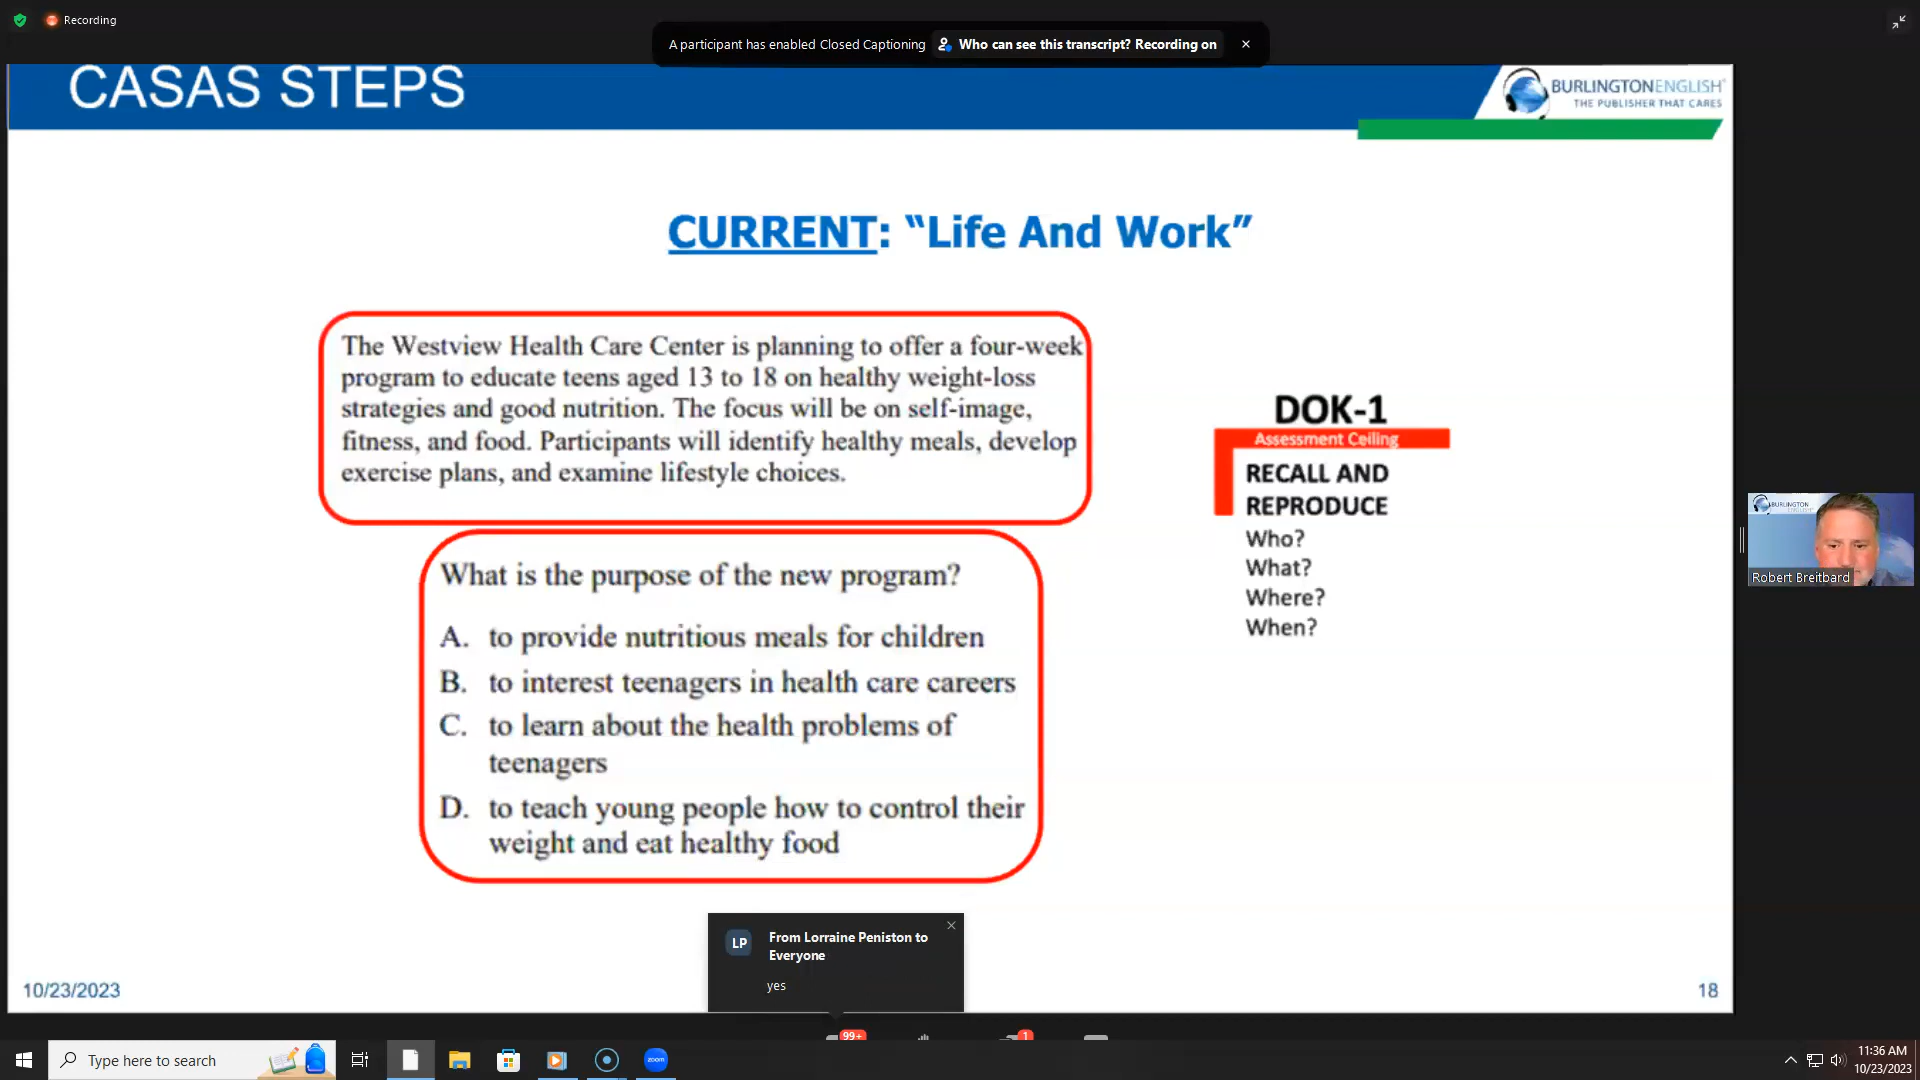 Recording
A participant has enabled Closed Captioning Who can see this transcript? Recording on
CASAS STEPS
BURLINGTONENGLISH®
THE PUBLISHER THAT CARES
CURRENT: “Life And Work”
The Westview Health Care Center is planning to offer a four-week
program to educate teens aged 13 to 18 on healthy weight-loss
strategies and good nutrition. The focus will be on self-image,
fitness, and food. Participants will identify healthy meals, develop
exercise plans, and examine lifestyle choices.
What is the purpose of the new program?
A. to provide nutritious meals for children
B. to interest teenagers in health care careers
C. to learn about the health problems of
teenagers
D. to teach young people how to control their
weight and eat healthy food
DOK-1
Assessment Ceiling
RECALL AND
REPRODUCE
Who?
What?
Where?
When?
BURLINGTON
ENGLISH
Robert Breitbard
LP
From Lorraine Peniston to
Everyone
yes
10/23/2023
18
99+
1
Type here to search
zoom
11:36 AM
10/23/2023